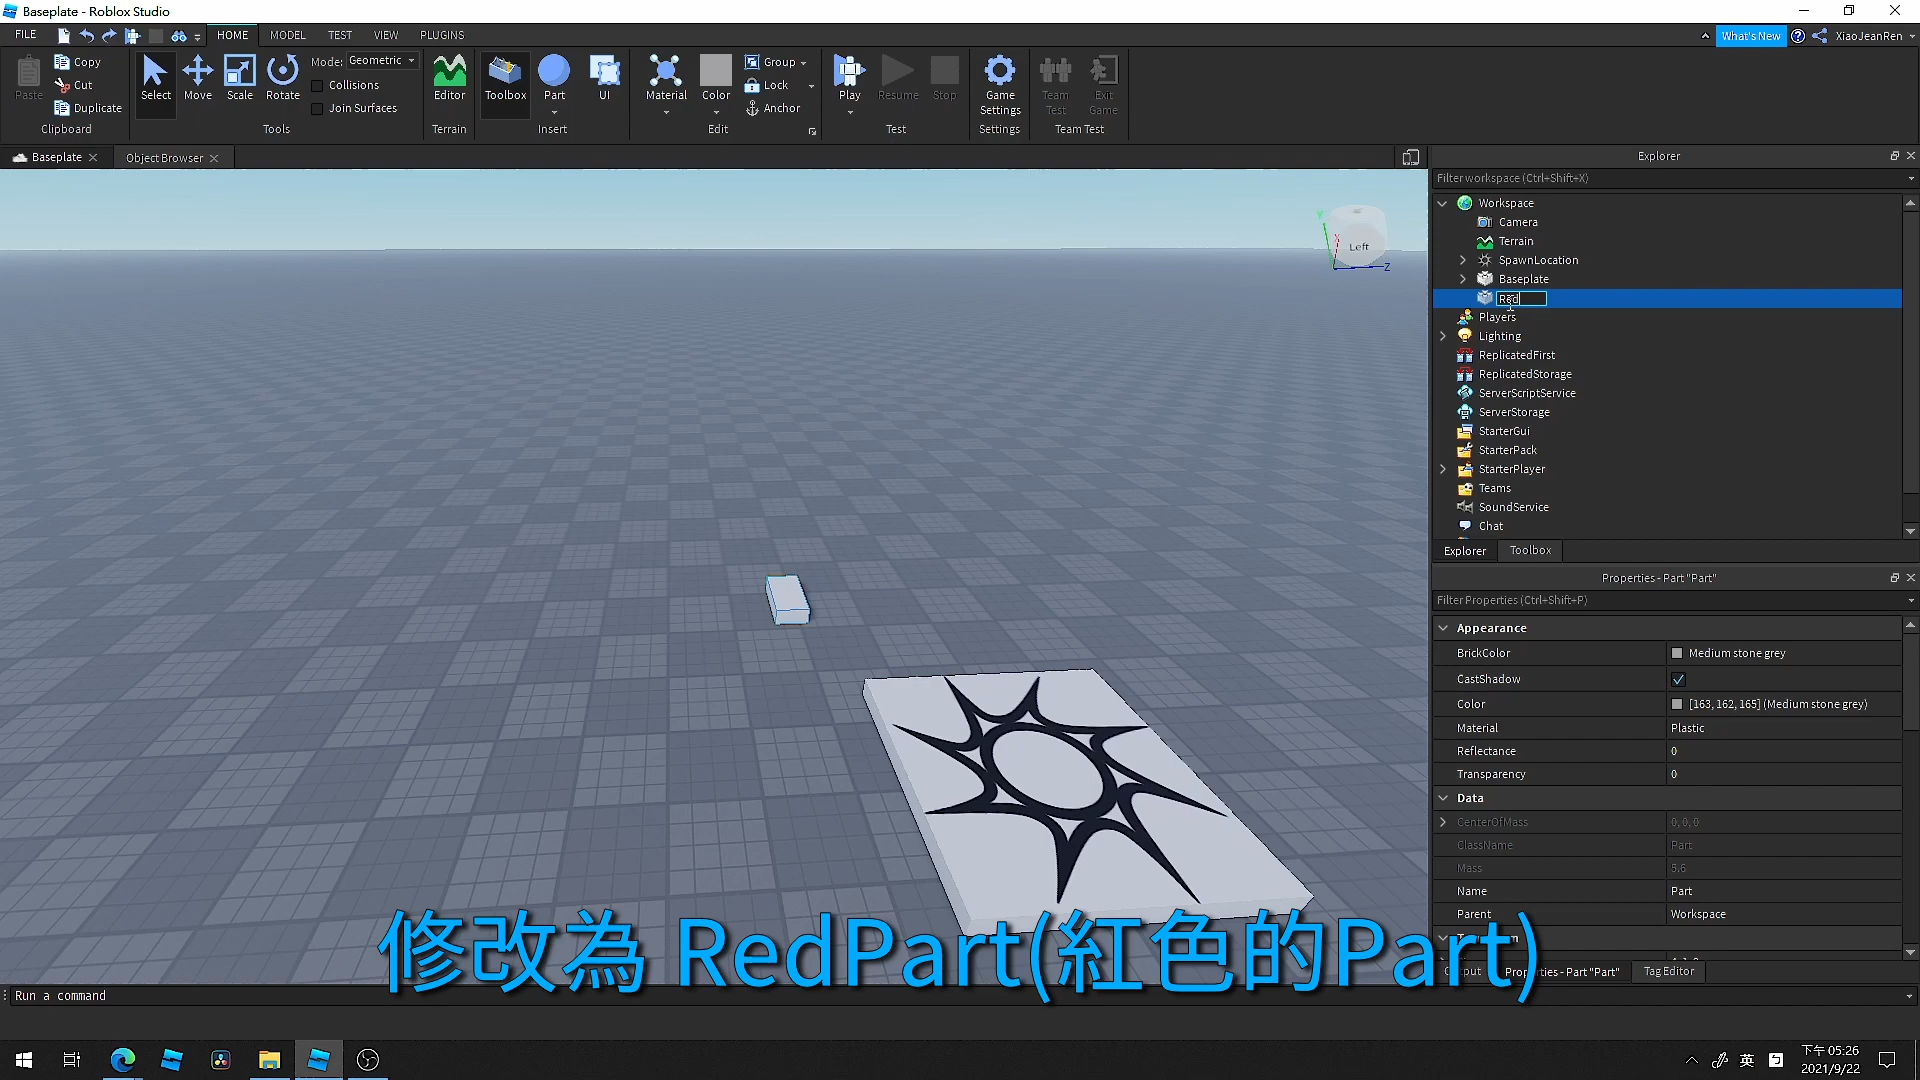 Baseplate - Roblox Studio
FILE
HOME
MODEL
TEST
VIEW
PLUGINS
What's New
XiaoJeanRen
Paste
Copy
Cut
Duplicate
Clipboard
Select
Move
Scale
Rotate
Mode: Geometric
Collisions
Join Surfaces
Tools
Editor
Terrain
Toolbox
Part
UI
Insert
Material
Color
Group
Lock
Anchor
Edit
Play
Resume
Stop
Test
Game
Settings
Settings
Team
Test
Exit
Game
Team Test
Baseplate
Object Browser
Left
X
Y
Z
Explorer
Filter workspace (Ctrl+Shift+X)
Workspace
Camera
Terrain
SpawnLocation
Baseplate
Red
Players
Lighting
ReplicatedFirst
ReplicatedStorage
ServerScriptService
ServerStorage
StarterGui
StarterPack
StarterPlayer
Teams
SoundService
Chat
Explorer
Toolbox
Properties - Part "Part"
Filter Properties (Ctrl+Shift+P)
Appearance
BrickColor Medium stone grey
CastShadow
Color [163, 162, 165] (Medium stone grey)
Material Plastic
Reflectance 0
Transparency 0
Data
CenterOfMass 0, 0, 0
ClassName Part
Mass 5.6
Name Part
Parent Workspace
修改為 RedPart(紅色的Part)
Properties - Part "Part"
Tag Editor
Run a command
英
下午 05:26
2021/9/22